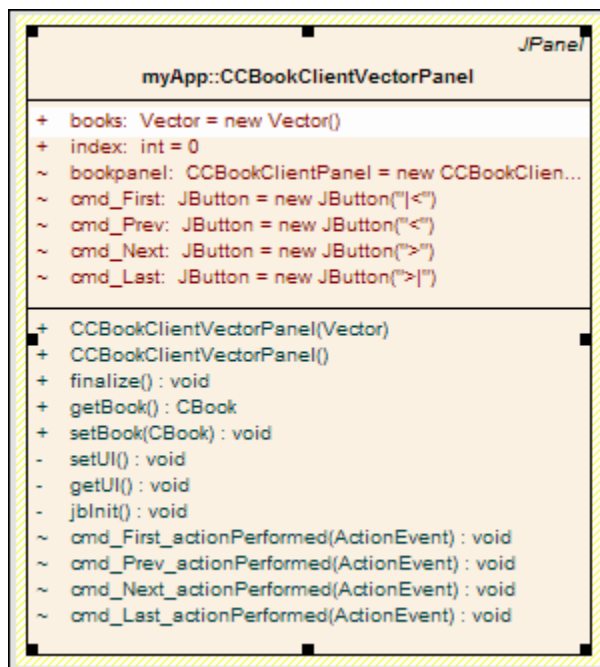 JPanel
myApp::CCBookClientVectorPanel
+ books: Vector = new Vector()
+ index: int = 0
~ bookpanel: CCBookClientPanel = new CCBookClien...
~ cmd_First: JButton = new JButton("|<")
~ cmd_Prev: JButton = new JButton("<")
~ cmd_Next: JButton = new JButton(">")
~ cmd_Last: JButton = new JButton(">|")
+ CCBookClientVectorPanel(Vector)
+ CCBookClientVectorPanel()
+ finalize() : void
+ getBook() : CBook
+ setBook(CBook) : void
- setUI() : void
- getUI() : void
- jbInit() : void
~ cmd_First_actionPerformed(ActionEvent) : void
~ cmd_Prev_actionPerformed(ActionEvent) : void
~ cmd_Next_actionPerformed(ActionEvent) : void
~ cmd_Last_actionPerformed(ActionEvent) : void